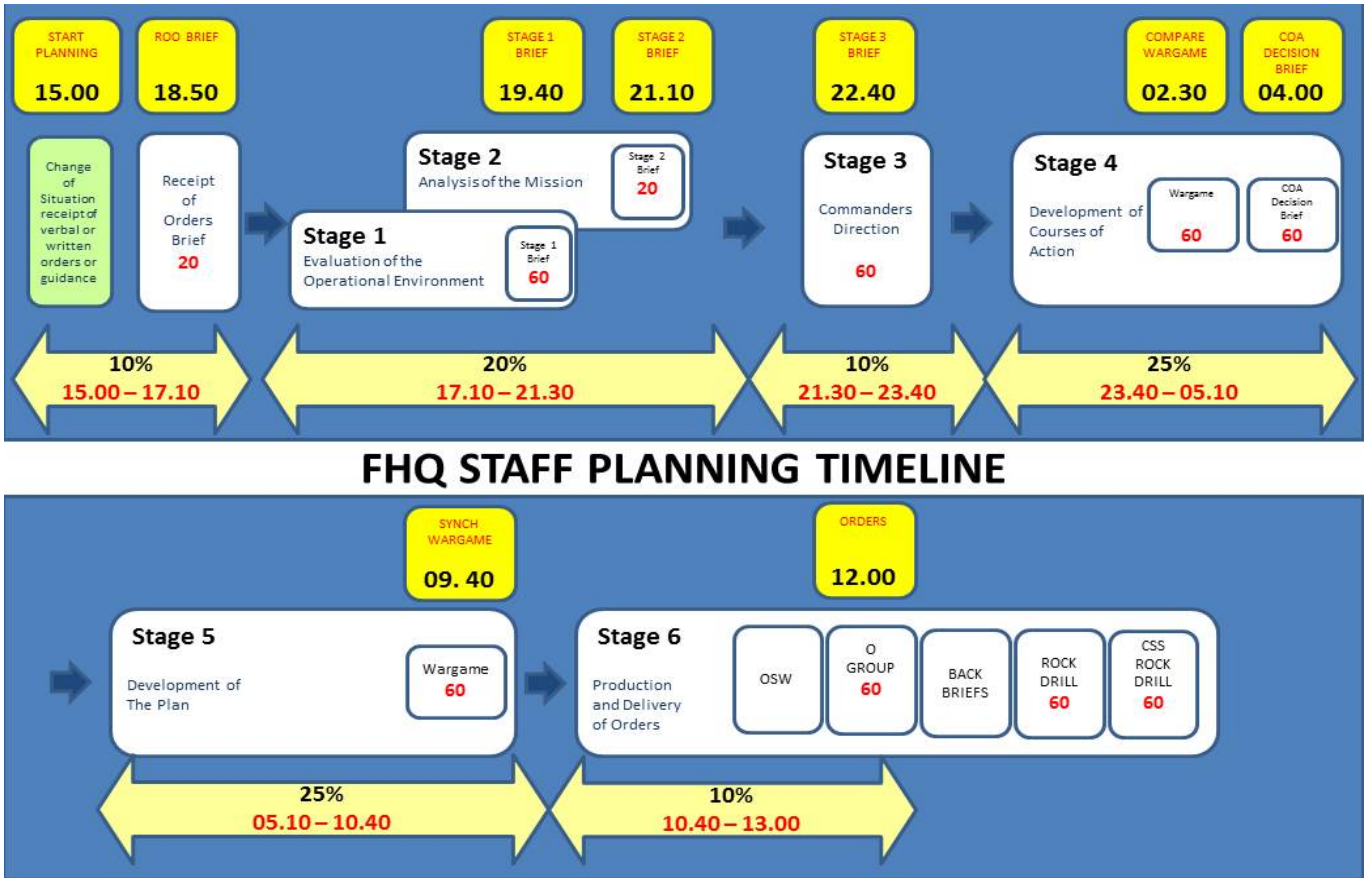 START
PLANNING
15.00
ROO BRIEF
18.50
STAGE 1
BRIEF
19.40
STAGE 2
BRIEF
21.10
STAGE 3
BRIEF
22.40
COMPARE
WARGAME
02.30
COA
DECISION
BRIEF
04.00
Change
of
Situation
receipt of
verbal or
written
orders or
guidance
Receipt
of
Orders
Brief
20
Stage 2
Analysis of the Mission
Stage 2
Brief
20
Stage 1
Evaluation of the
Operational Environment
Stage 1
Brief
60
Stage 3
Commanders
Direction
60
Stage 4
Development of
Courses of
Action
Wargame
60
COA
Decision
Brief
60
10%
15.00 – 17.10
20%
17.10 – 21.30
10%
21.30 – 23.40
25%
23.40 – 05.10
FHQ STAFF PLANNING TIMELINE
SYNCH
WARGAME
09. 40
ORDERS
12.00
Stage 5
Development of
The Plan
Wargame
60
Stage 6
Production
and Delivery
of Orders
OSW
O
GROUP
60
BACK
BRIEFS
ROCK
DRILL
60
CSS
ROCK
DRILL
60
25%
05.10 – 10.40
10%
10.40 – 13.00